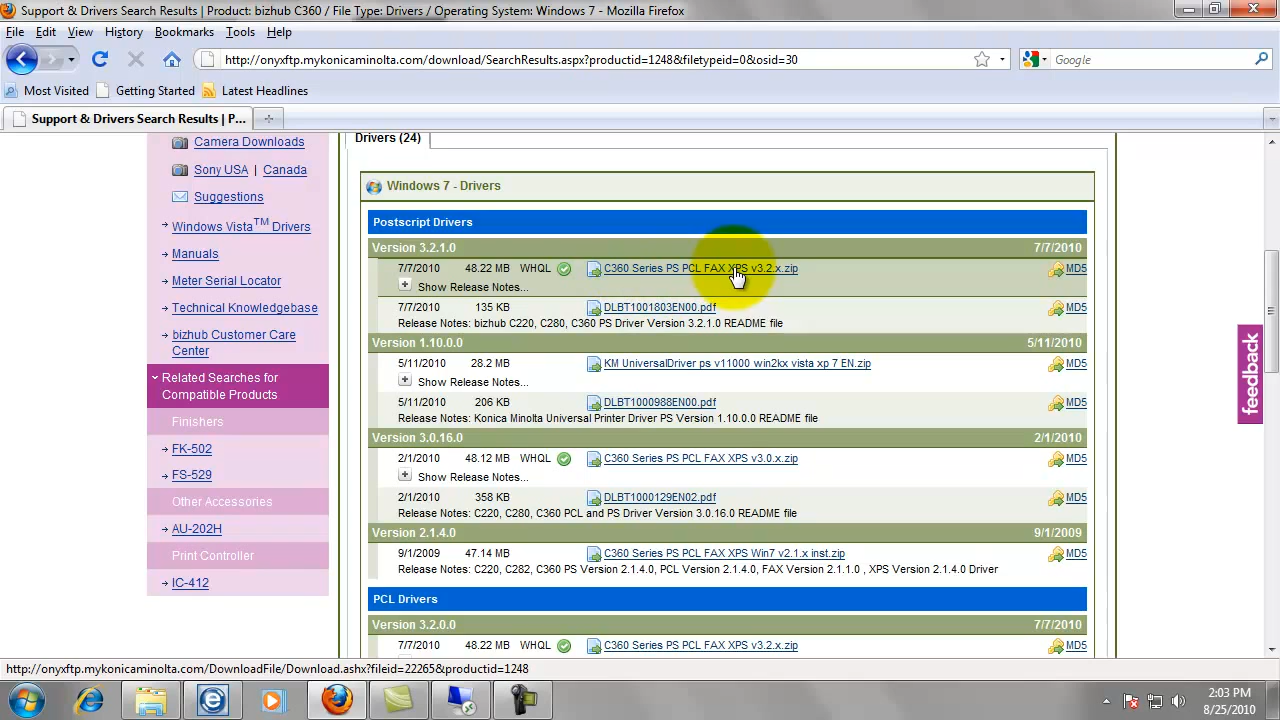 Support & Drivers Search Results | Product: bizhub C360 / File Type: Drivers / Operating System: Windows 7 - Mozilla Firefox
File Edit View History Bookmarks Tools Help
http://onyxftp.mykonicaminolta.com/download/SearchResults.aspx?productid=1248&filetypeid=0&osid=30
Google
Most Visited Getting Started Latest Headlines
Support & Drivers Search Results | P...
Camera Downloads
Sony USA | Canada
Suggestions
Windows Vista™ Drivers
Manuals
Meter Serial Locator
Technical Knowledgebase
bizhub Customer Care
Center
Related Searches for
Compatible Products
Finishers
FK-502
FS-529
Other Accessories
AU-202H
Print Controller
IC-412
Drivers (24)
Windows 7 - Drivers
Postscript Drivers
Version 3.2.1.0 7/7/2010
7/7/2010 48.22 MB WHQL C360 Series PS PCL FAX XPS v3.2.x.zip MD5
Show Release Notes...
7/7/2010 135 KB DLBT1001803EN00.pdf MD5
Release Notes: bizhub C220, C280, C360 PS Driver Version 3.2.1.0 README file
Version 1.10.0.0 5/11/2010
5/11/2010 28.2 MB KM UniversalDriver ps v11000 win2kx vista xp 7 EN.zip MD5
Show Release Notes...
5/11/2010 206 KB DLBT1000988EN00.pdf MD5
Release Notes: Konica Minolta Universal Printer Driver PS Version 1.10.0.0 README file
Version 3.0.16.0 2/1/2010
2/1/2010 48.12 MB WHQL C360 Series PS PCL FAX XPS v3.0.x.zip MD5
Show Release Notes...
2/1/2010 358 KB DLBT1000129EN02.pdf MD5
Release Notes: C220, C280, C360 PCL and PS Driver Version 3.0.16.0 README file
Version 2.1.4.0 9/1/2009
9/1/2009 47.14 MB C360 Series PS PCL FAX XPS Win7 v2.1.x inst.zip MD5
Release Notes: C220, C282, C360 PS Version 2.1.4.0, PCL Version 2.1.4.0, FAX Version 2.1.1.0 , XPS Version 2.1.4.0 Driver
PCL Drivers
Version 3.2.0.0 7/7/2010
7/7/2010 48.22 MB WHQL C360 Series PS PCL FAX XPS v3.2.x.zip MD5
feedback
http://onyxftp.mykonicaminolta.com/DownloadFile/Download.ashx?fileid=22265&productid=1248
2:03 PM
8/25/2010